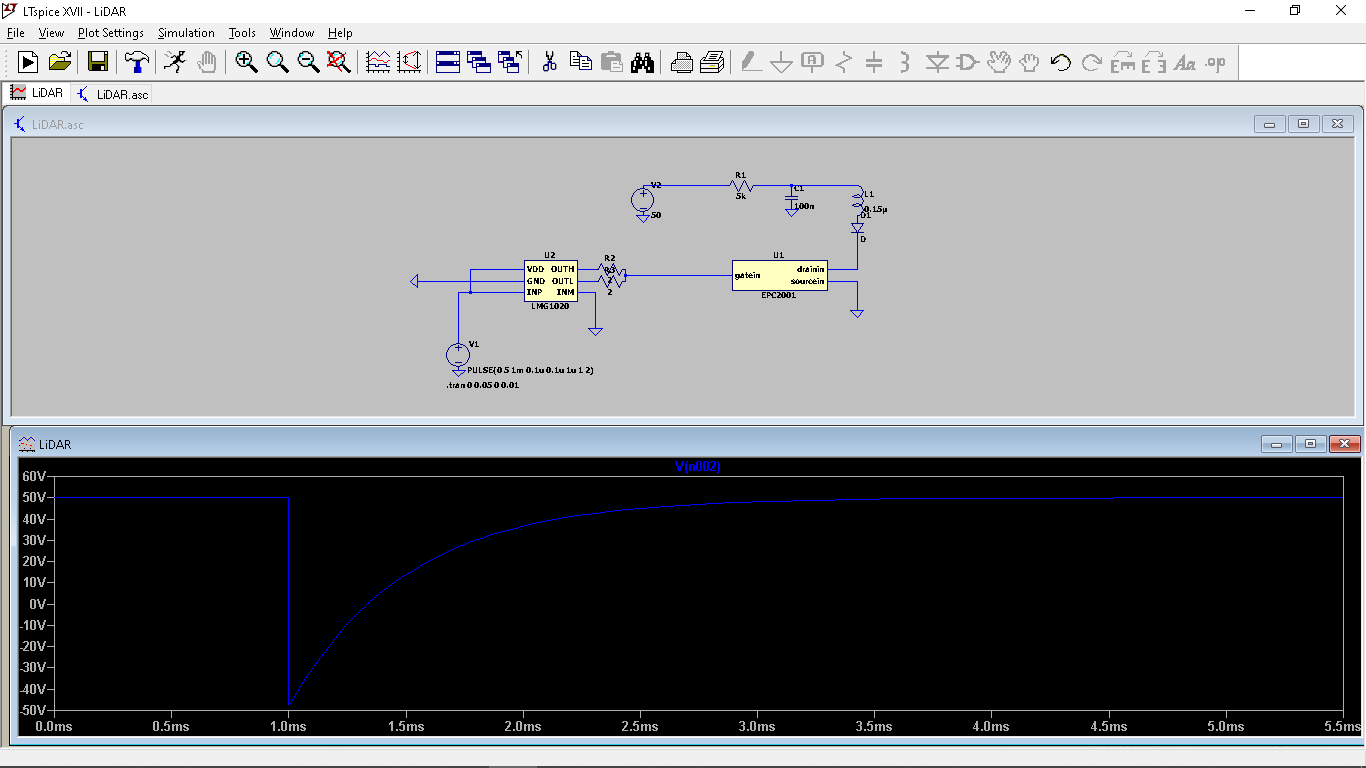 LTspice XVII - LiDAR
File View Plot Settings Simulation Tools Window Help
Aa .op
LiDAR LiDAR.asc
LiDAR.asc
R1
V2 C1
5k L1
50 100n 0.15µ
D1
D
U2 R2 U1
VDD OUTH R3 drainin
GND OUTL gatein sourcein
INP INM 2
LMG1020 EPC2001
V1
PULSE(0 5 1m 0.1u 0.1u 1u 1 2)
.tran 0 0.05 0 0.01
LiDAR
V(n002)
60V
50V
40V
30V
20V
10V
0V
-10V
-20V
-30V
-40V
-50V
0.0ms 0.5ms 1.0ms 1.5ms 2.0ms 2.5ms 3.0ms 3.5ms 4.0ms 4.5ms 5.0ms 5.5ms